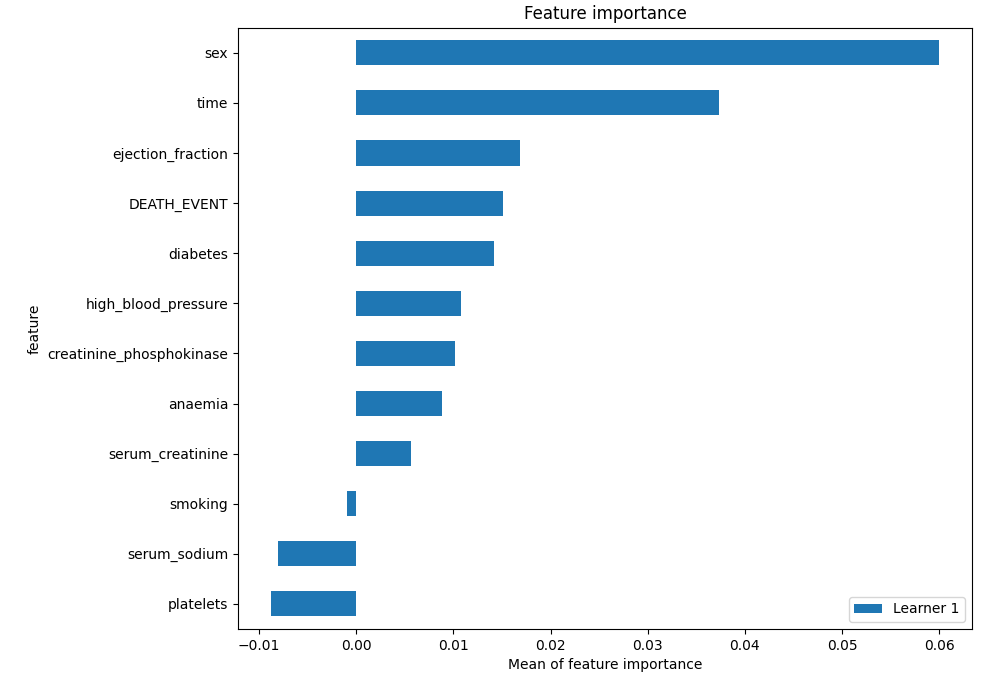 Feature importance
sex
time
ejection_fraction
DEATH_EVENT
diabetes
high_blood_pressure
creatinine_phosphokinase
anaemia
serum_creatinine
smoking
serum_sodium
platelets
feature
Learner 1
−0.01 0.00 0.01 0.02 0.03 0.04 0.05 0.06
Mean of feature importance